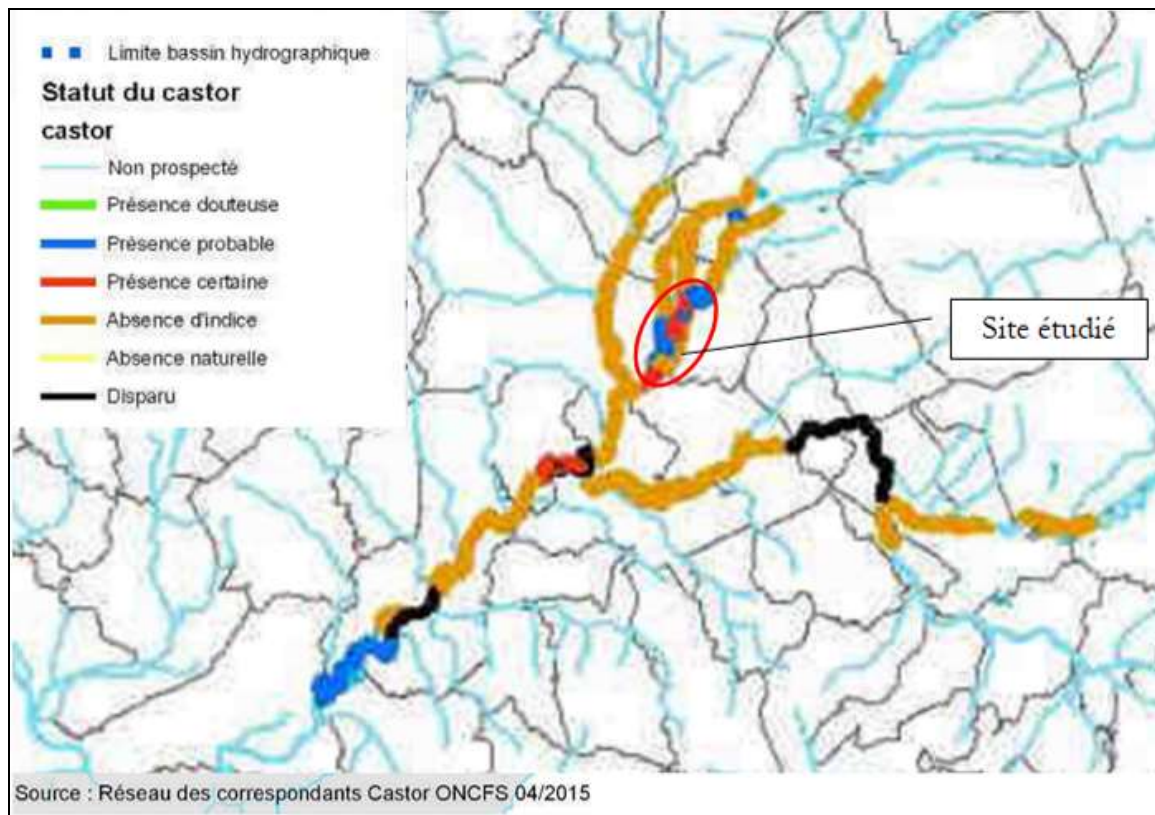 Limite bassin hydrographique
Statut du castor
castor
Non prospecté
Présence douteuse
Présence probable
Présence certaine
Absence d'indice
Absence naturelle
Disparu
Site étudié
Source : Réseau des correspondants Castor ONCFS 04/2015